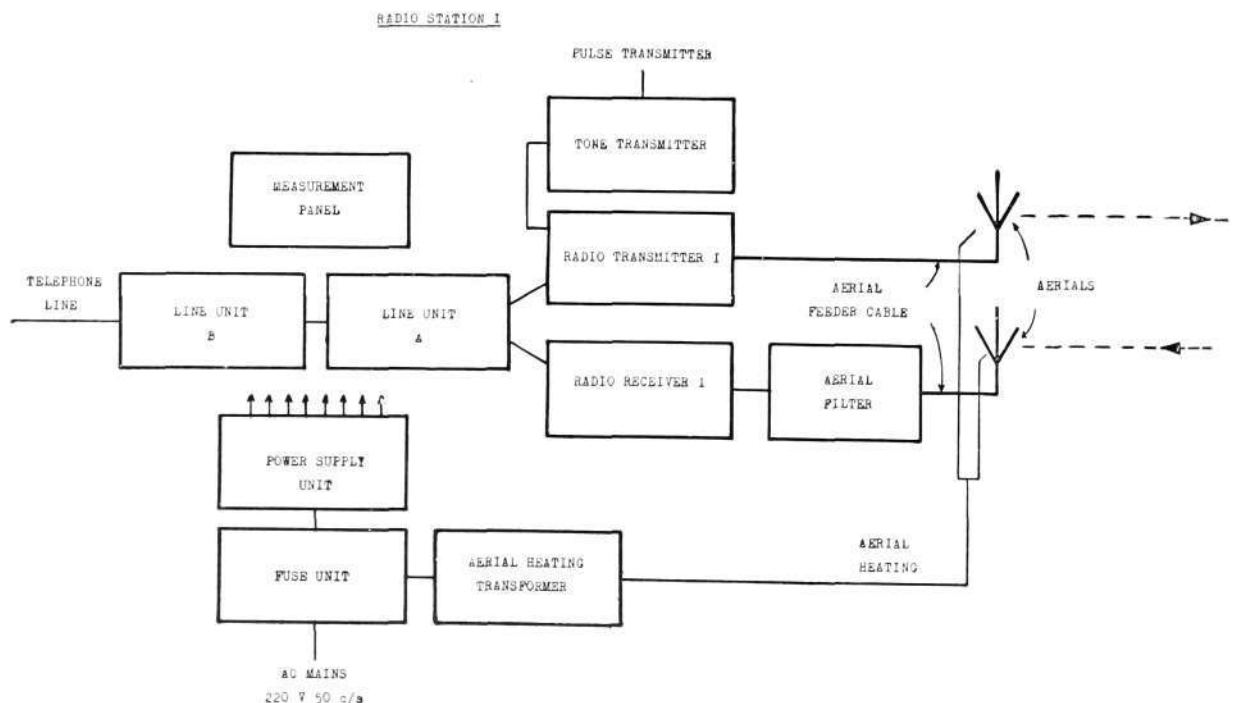 RADIO STATION I
PULSE TRANSMITTER
TONE TRANSMITTER
MEASUREMENT
PANEL
RADIO TRANSMITTER I
TELEPHONE
LINE
LINE UNIT
B
LINE UNIT
A
AERIAL
FEEDER CABLE
AERIALS
RADIO RECEIVER 1
AERIAL
FILTER
POWER SUPPLY
UNIT
FUSE UNIT
AERIAL HEATING
TRANSFORMER
AERIAL
HEATING
AC MAINS
220 V 50 c/s